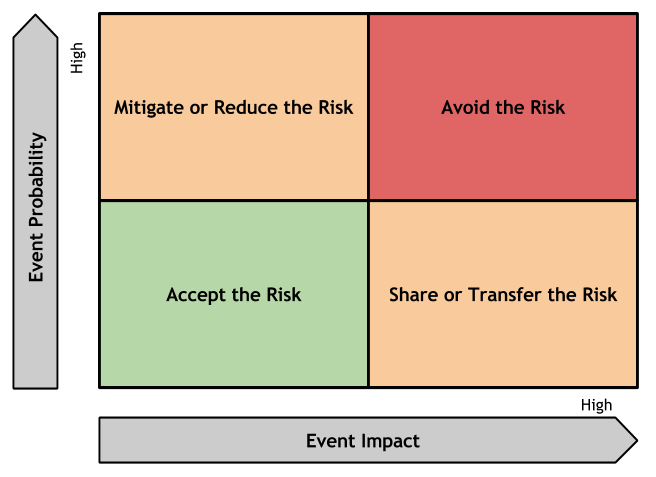 High
Event Probability
Mitigate or Reduce the Risk
Avoid the Risk
Accept the Risk
Share or Transfer the Risk
High
Event Impact